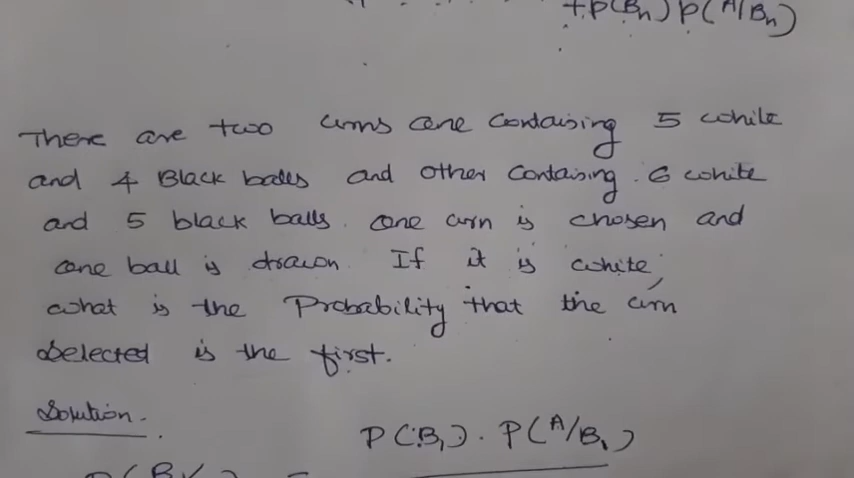 + P(Bn) P(A/Bn)
There are two urns one containing 5 white
and 4 Black balls and other containing 6 white
and 5 black balls. one urn is chosen and
one ball is drawn. If it is white,
what is the Probability that the urn
Selected is the first.
Solution.
P(B₁) · P(A/B₁)